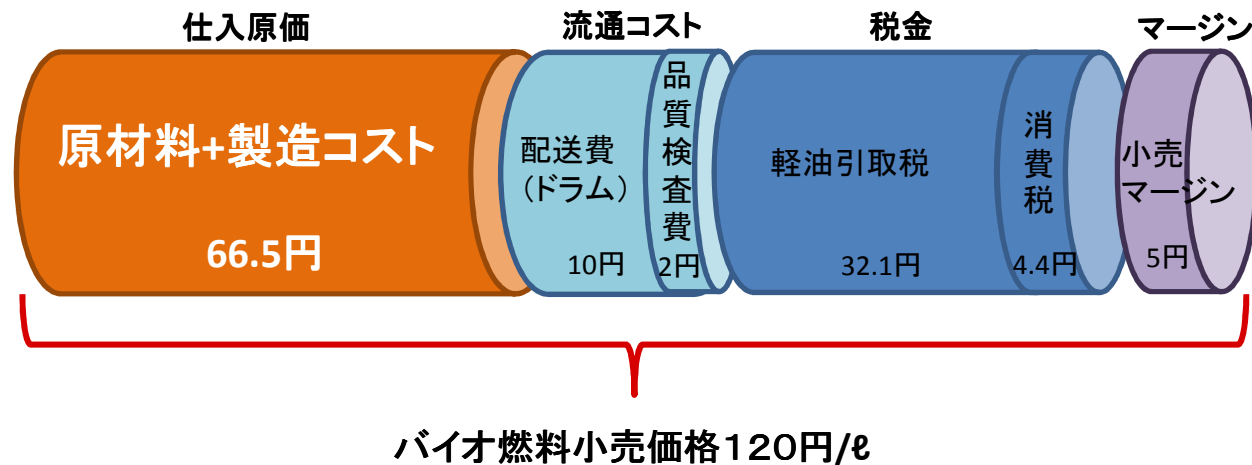 仕入原価
流通コスト
税金
マージン
原材料+製造コスト
66.5円
配送費
（ドラム）
10円
品質検査費
2円
軽油引取税
32.1円
消費税
4.4円
小売
マージン
5円
バイオ燃料小売価格１２０円/ℓ